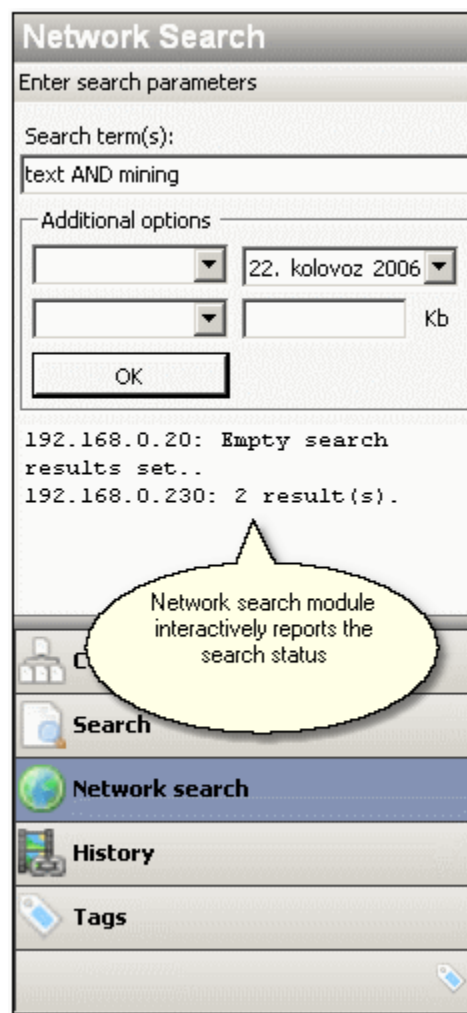 Network Search
Enter search parameters
Search term(s):
text AND mining
Additional options
22. kolovoz 2006
Kb
OK
192.168.0.20: Empty search
results set..
192.168.0.230: 2 result(s).
Network search module
interactively reports the
search status
Search
Network search
History
Tags